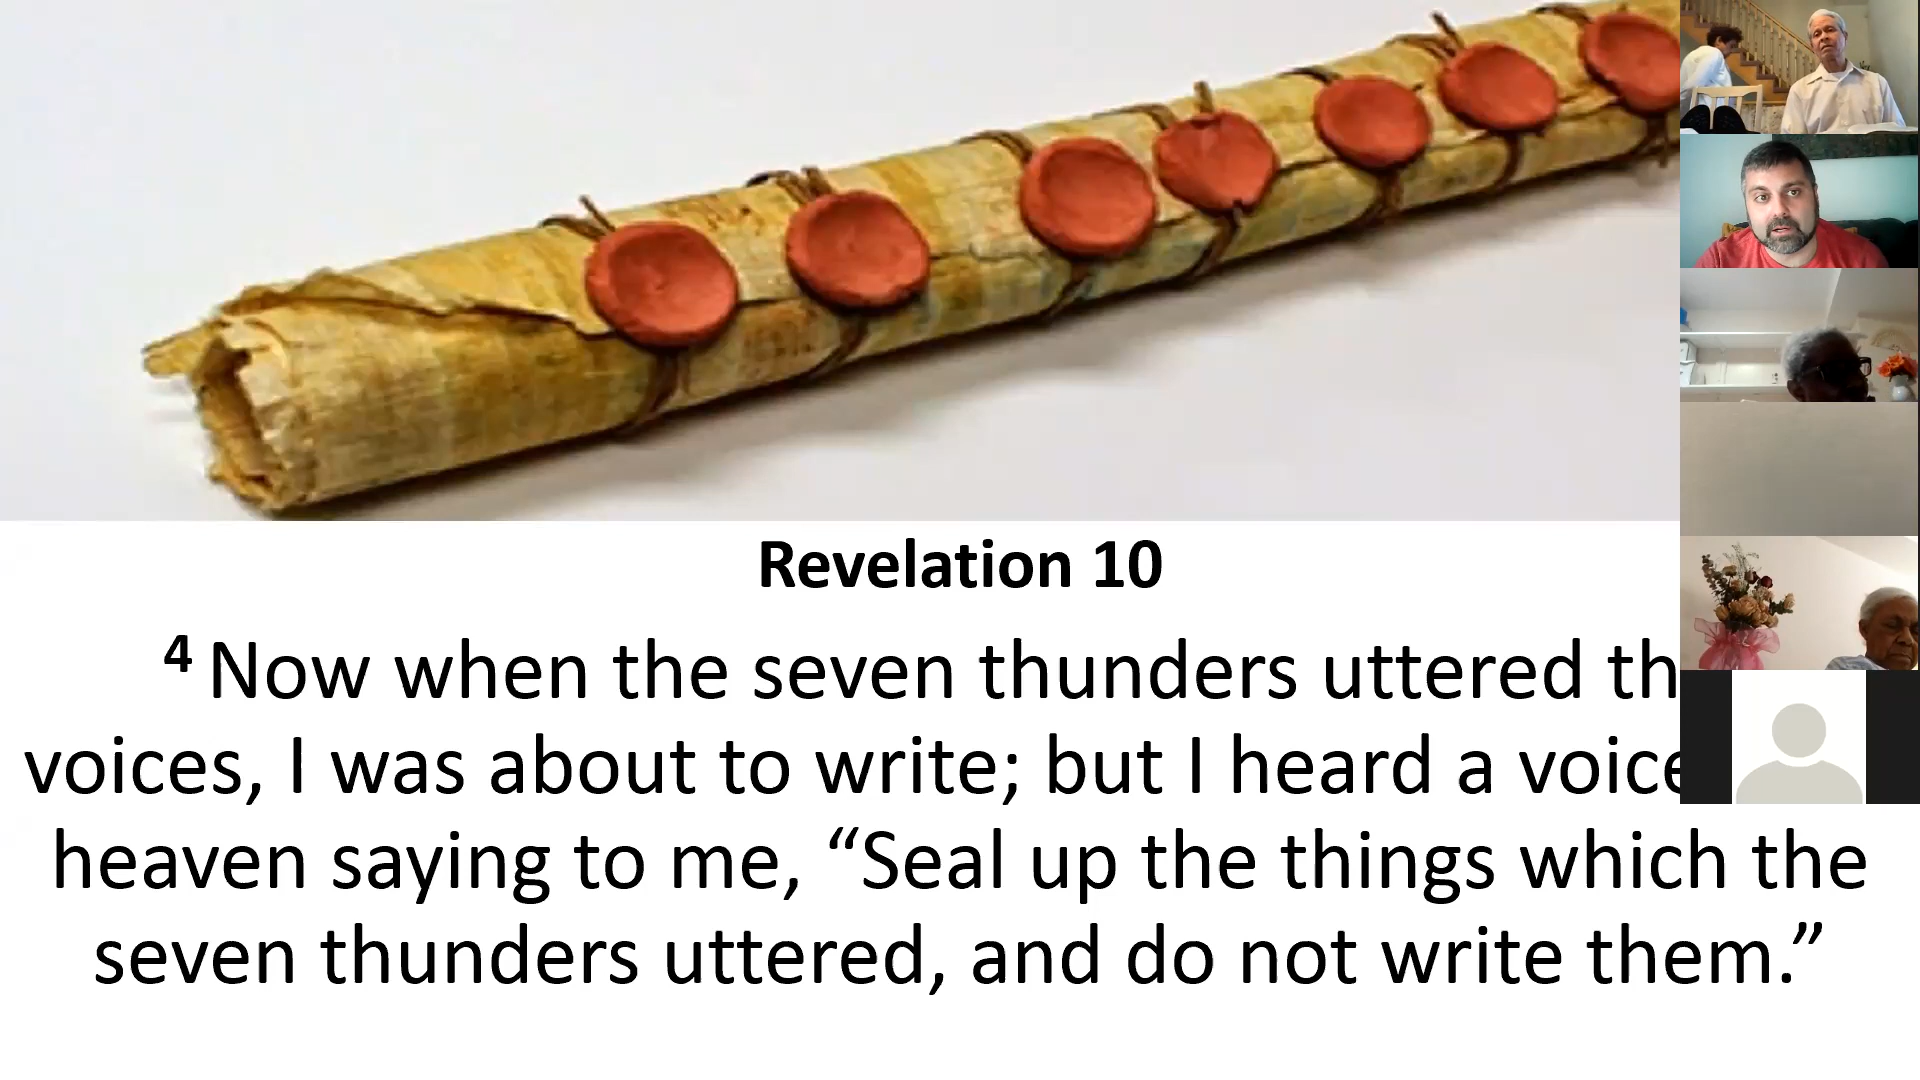 Revelation 10
4 Now when the seven thunders uttered
voices, I was about to write; but I heard a voice
heaven saying to me, “Seal up the things which the
seven thunders uttered, and do not write them.”